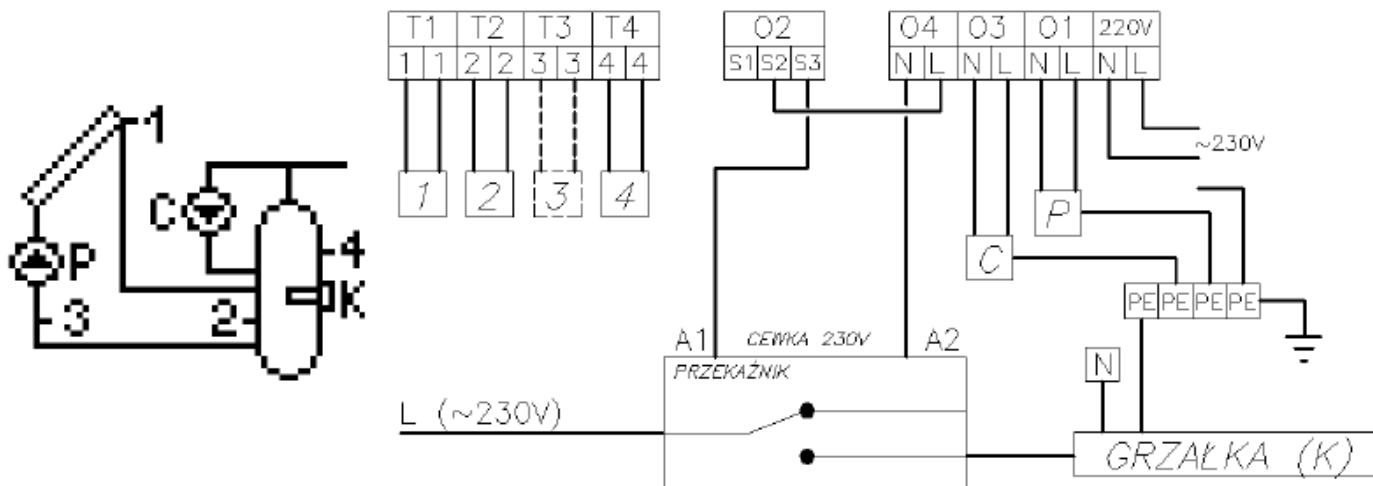 T1 T2 T3 T4 O2 O4 O3 O1 220V
1 1 2 2 3 3 4 4 S1 S2 S3 N L N L N L N L
1
~230V
C
1 2 3 4
P
4
P
C
K
3 2
PE PE PE PE
A1 CEWKA 230V A2
PRZEKAŹNIK
N
L (~230V)
GRZAŁKA (K)